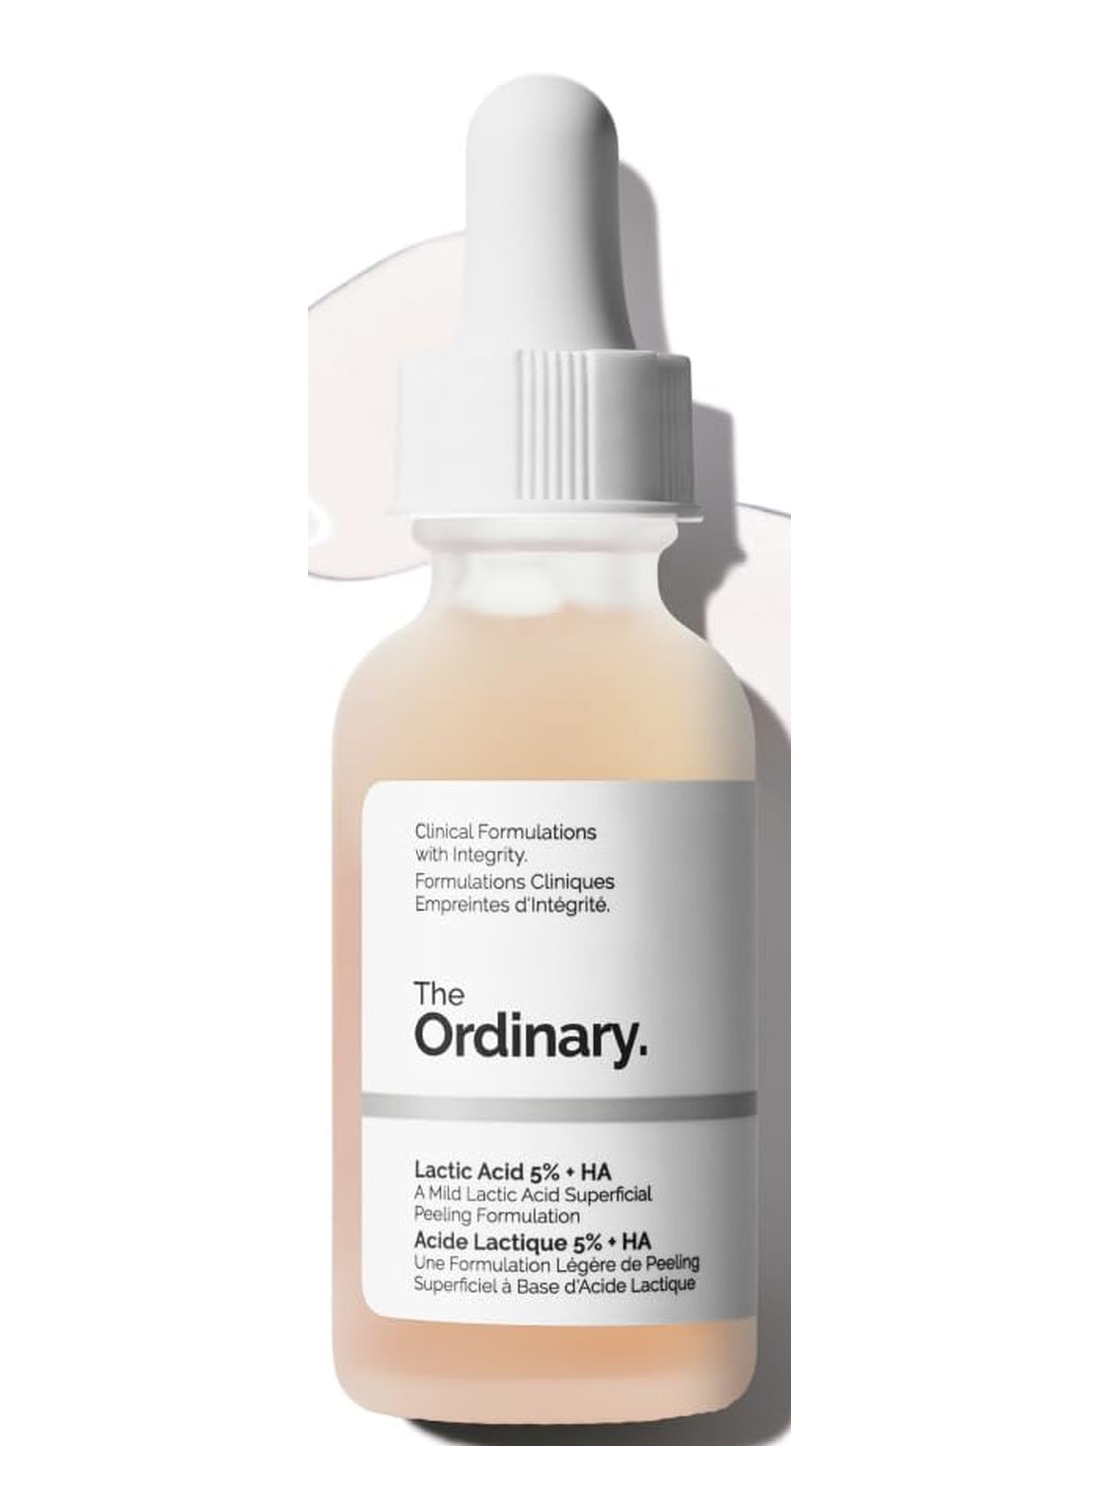 Clinical Formulations
with Integrity.
Formulations Cliniques
Empreintes d'Intégrité.
The
Ordinary.
Lactic Acid 5% + HA
A Mild Lactic Acid Superficial
Peeling Formulation
Acide Lactique 5% + HA
Une Formulation Légère de Peeling
Superficiel à Base d'Acide Lactique